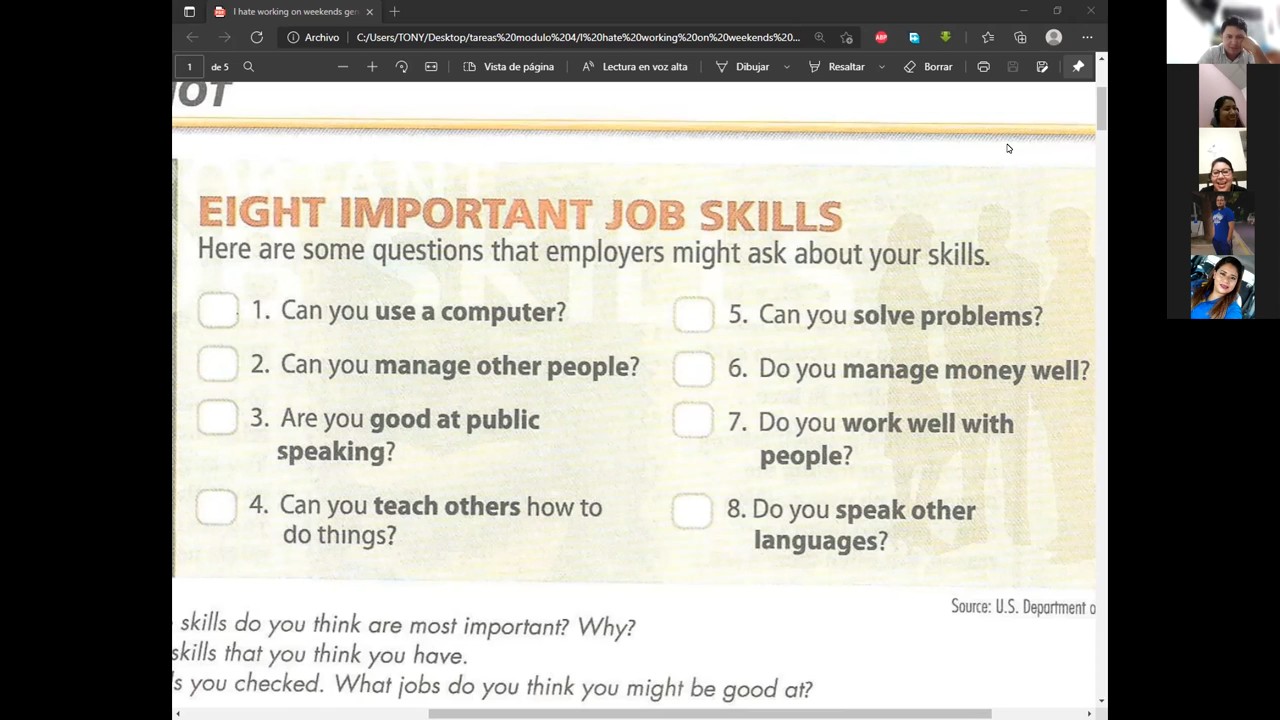 I hate working on weekends ger
Archivo
C:/Users/TONY/Desktop/tareas%20modulo%204/I%20hate%20working%20on%20weekends%20...
ABP
1
de 5
Vista de página
Lectura en voz alta
Dibujar
Resaltar
Borrar
OT
EIGHT IMPORTANT JOB SKILLS
Here are some questions that employers might ask about your skills.
1. Can you use a computer?
2. Can you manage other people?
3. Are you good at public
speaking?
4. Can you teach others how to
do things?
5. Can you solve problems?
6. Do you manage money well?
7. Do you work well with
people?
8. Do you speak other
languages?
Source: U.S. Department o
skills do you think are most important? Why?
skills that you think you have.
ls you checked. What jobs do you think you might be good at?